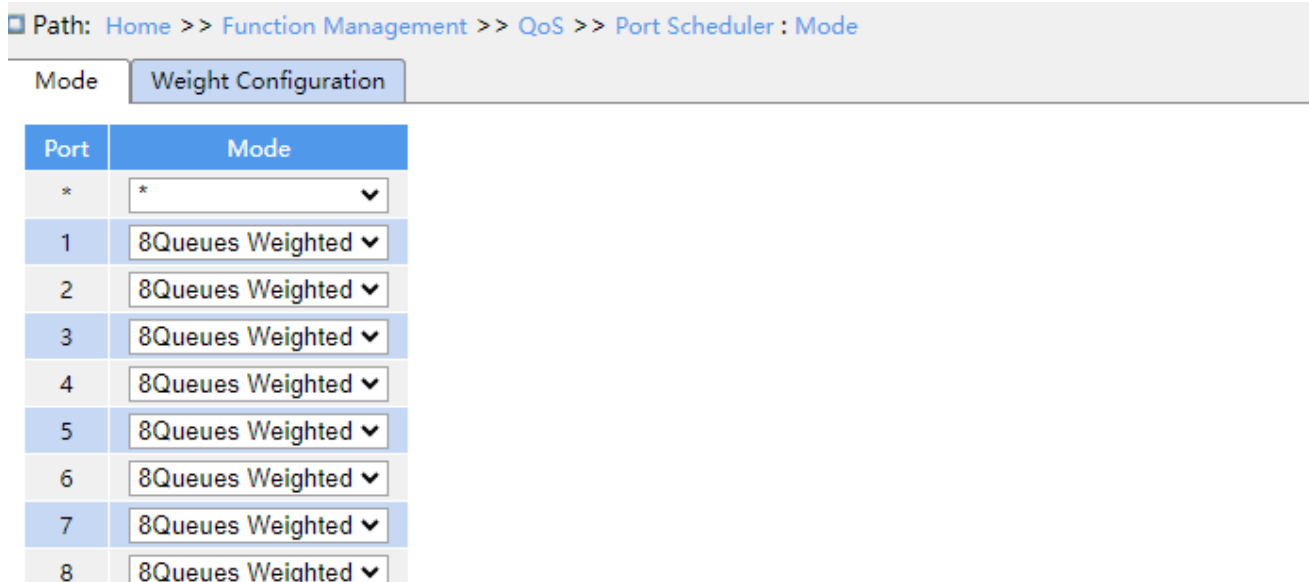 Path: Home >> Function Management >> QoS >> Port Scheduler : Mode
Mode Weight Configuration
Port Mode
* *
1 8Queues Weighted
2 8Queues Weighted
3 8Queues Weighted
4 8Queues Weighted
5 8Queues Weighted
6 8Queues Weighted
7 8Queues Weighted
8 8Queues Weighted